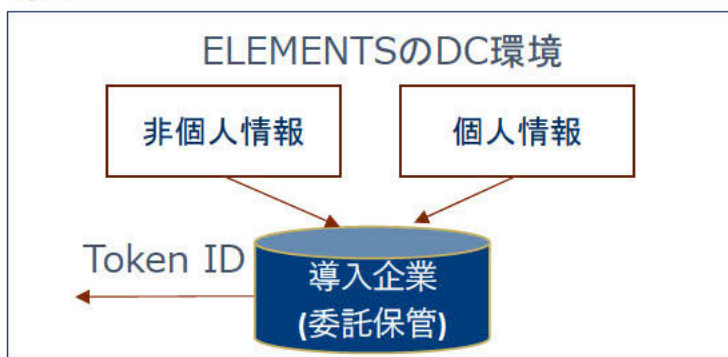 ELEMENTSのDC環境
非個人情報
個人情報
Token ID
導入企業
(委託保管)